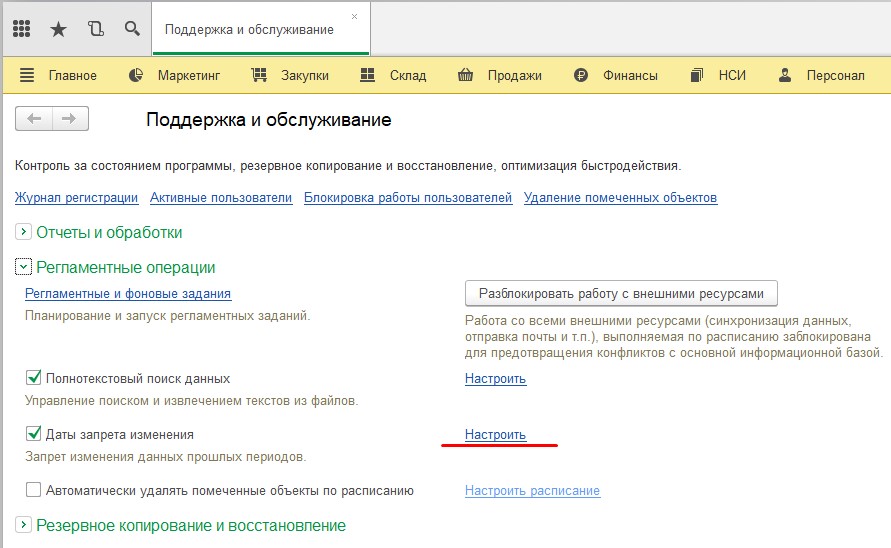 Поддержка и обслуживание
Главное Маркетинг Закупки Склад Продажи Финансы НСИ Персонал
Поддержка и обслуживание
Контроль за состоянием программы, резервное копирование и восстановление, оптимизация быстродействия.
Журнал регистрации Активные пользователи Блокировка работы пользователей Удаление помеченных объектов
Отчеты и обработки
Регламентные операции
Регламентные и фоновые задания
Планирование и запуск регламентных заданий.
Разблокировать работу с внешними ресурсами
Работа со всеми внешними ресурсами (синхронизация данных,
отправка почты и т.п.), выполняемая по расписанию заблокирована
для предотвращения конфликтов с основной информационной базой.
Полнотекстовый поиск данных Настроить
Управление поиском и извлечением текстов из файлов.
Даты запрета изменения Настроить
Запрет изменения данных прошлых периодов.
Автоматически удалять помеченные объекты по расписанию Настроить расписание
Резервное копирование и восстановление